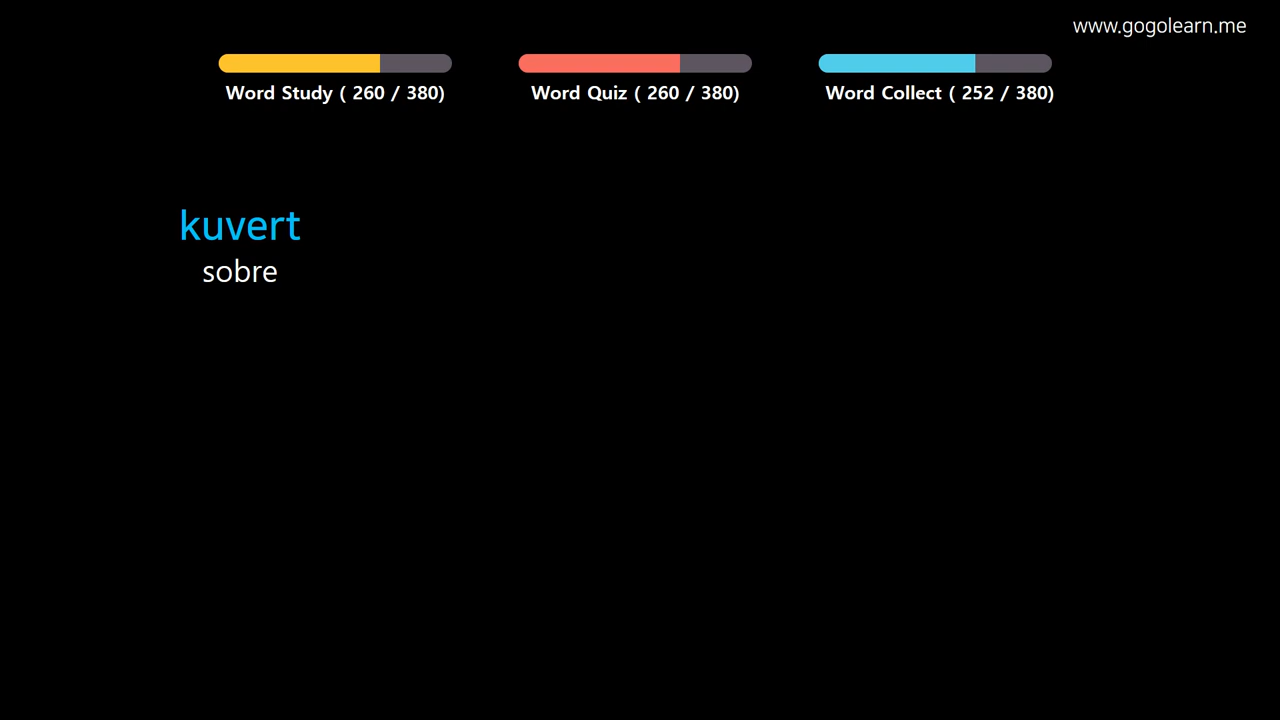 www.gogolearn.me
Word Study ( 260 / 380)
Word Quiz ( 260 / 380)
Word Collect ( 252 / 380)
kuvert
sobre